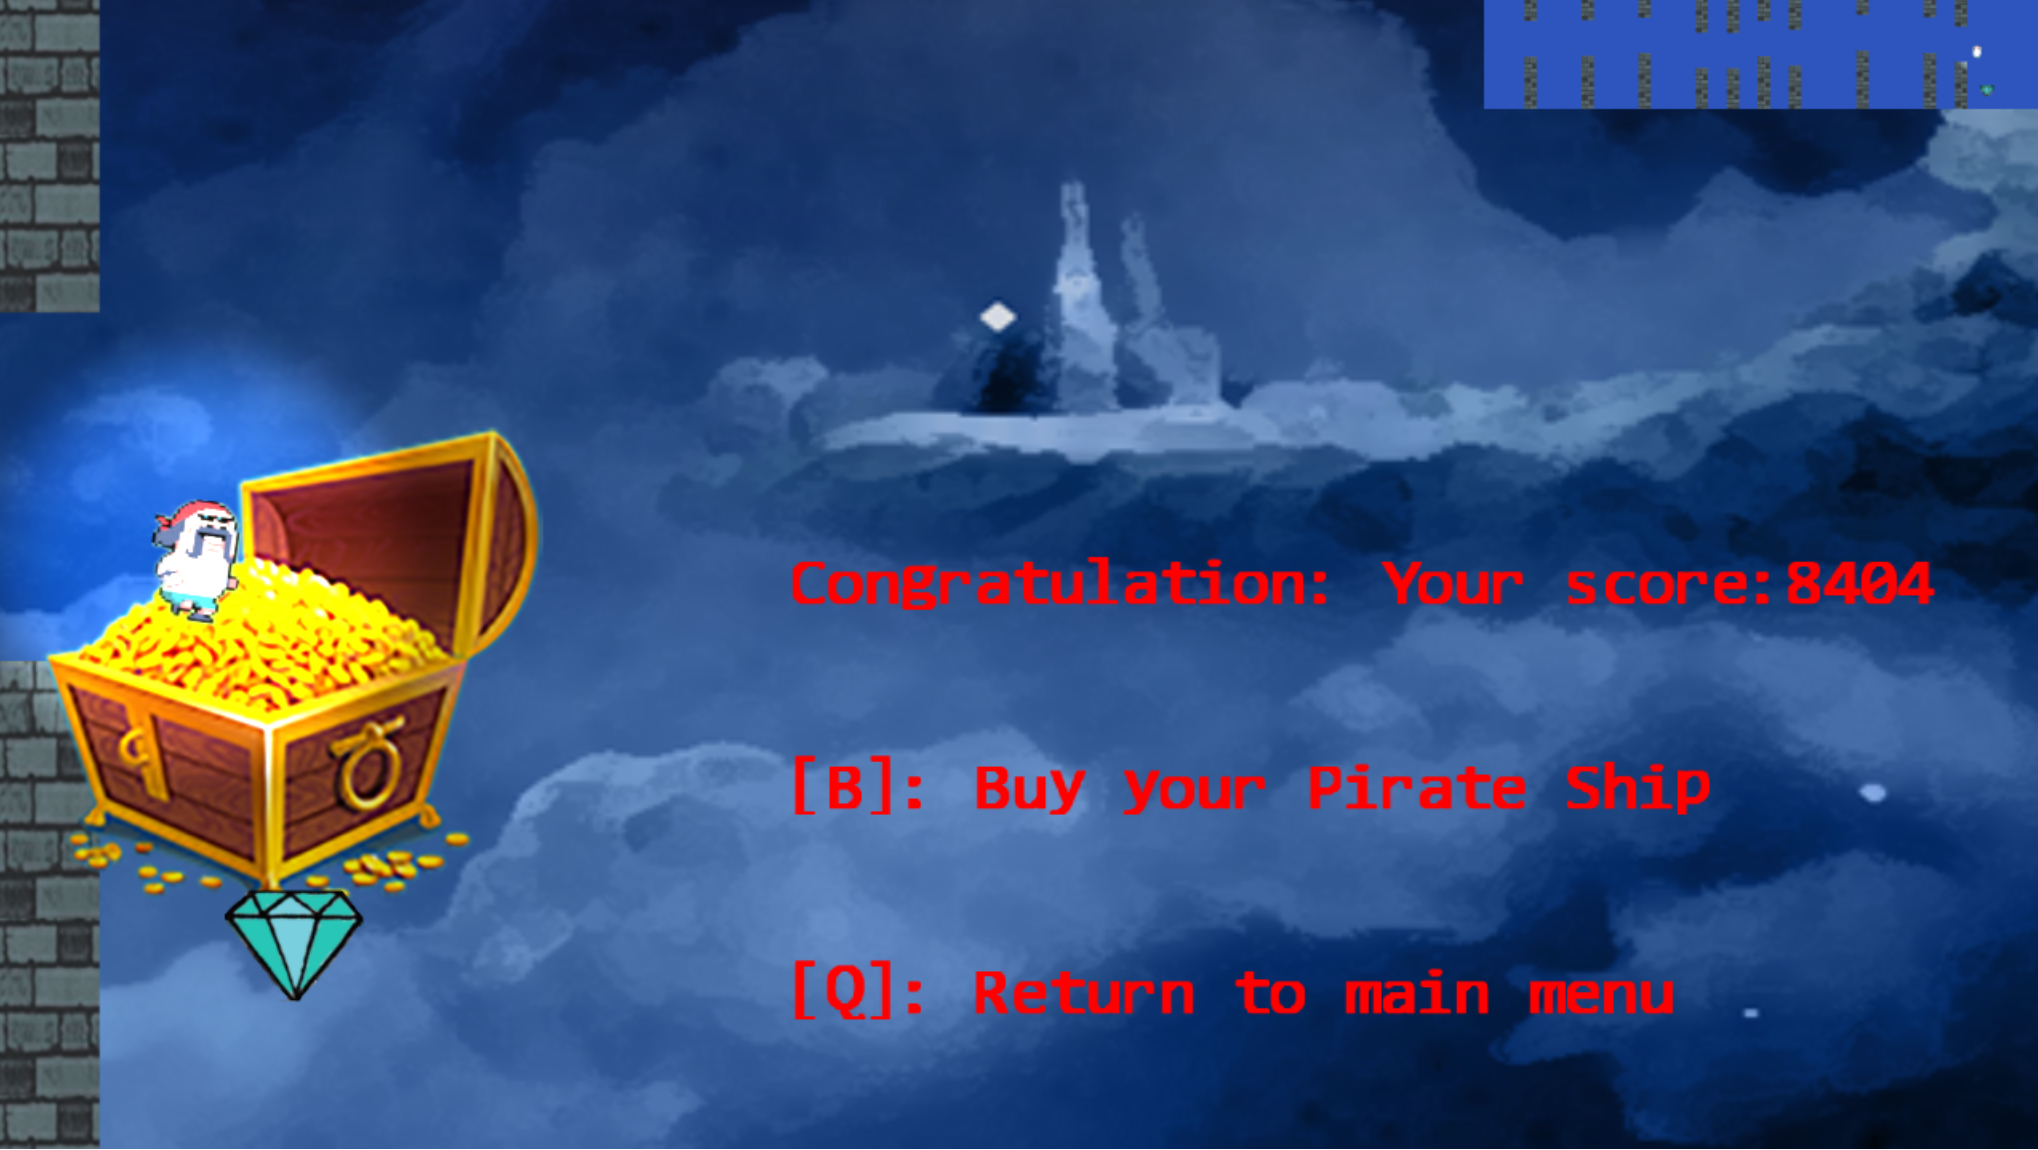 Congratulation: Your score:8404
[B]: Buy your Pirate Ship
[Q]: Return to main menu